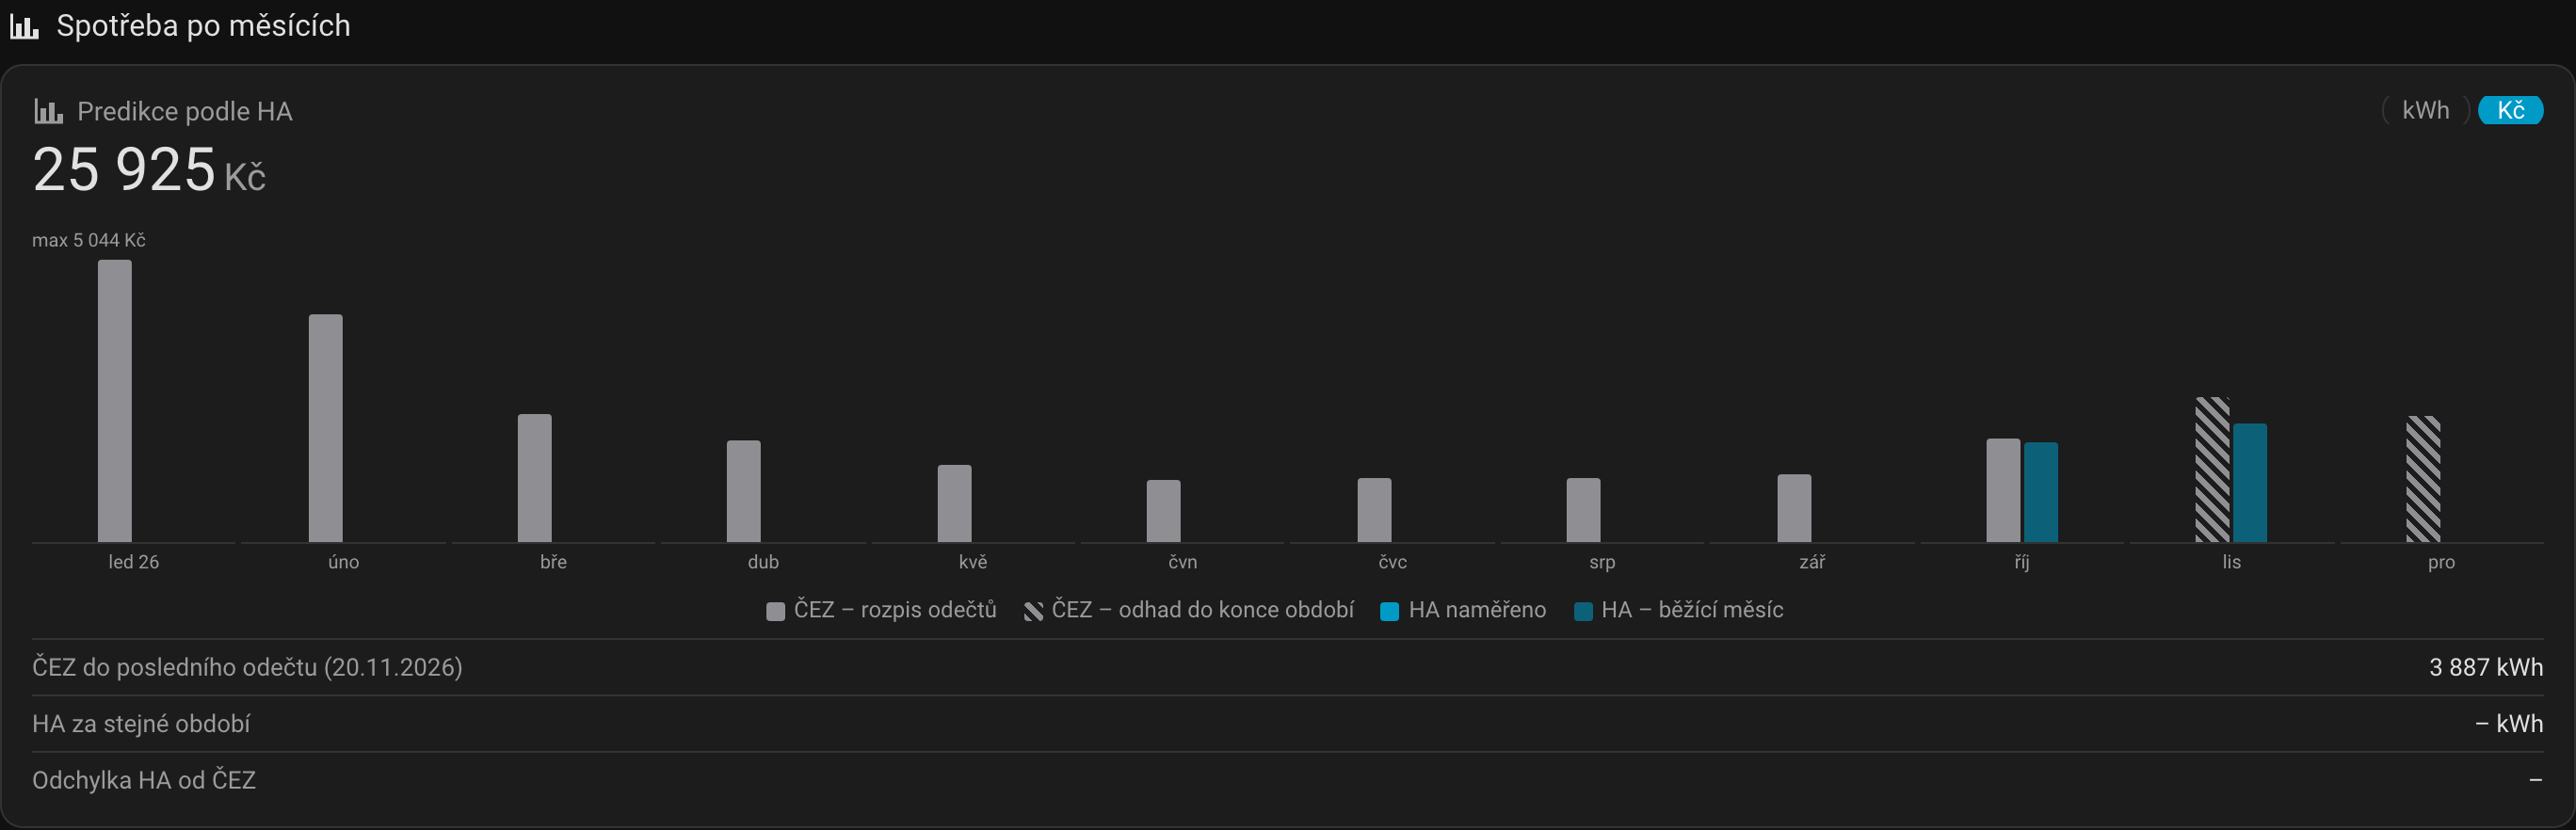 Spotřeba po měsících
Predikce podle HA
kWh
Kč
25 925 Kč
max 5 044 Kč
led 26
úno
bře
dub
kvě
čvn
čvc
srp
zář
říj
lis
pro
ČEZ – rozpis odečtů
ČEZ – odhad do konce období
HA naměřeno
HA – běžící měsíc
ČEZ do posledního odečtu (20.11.2026)
3 887 kWh
HA za stejné období
– kWh
Odchylka HA od ČEZ
–